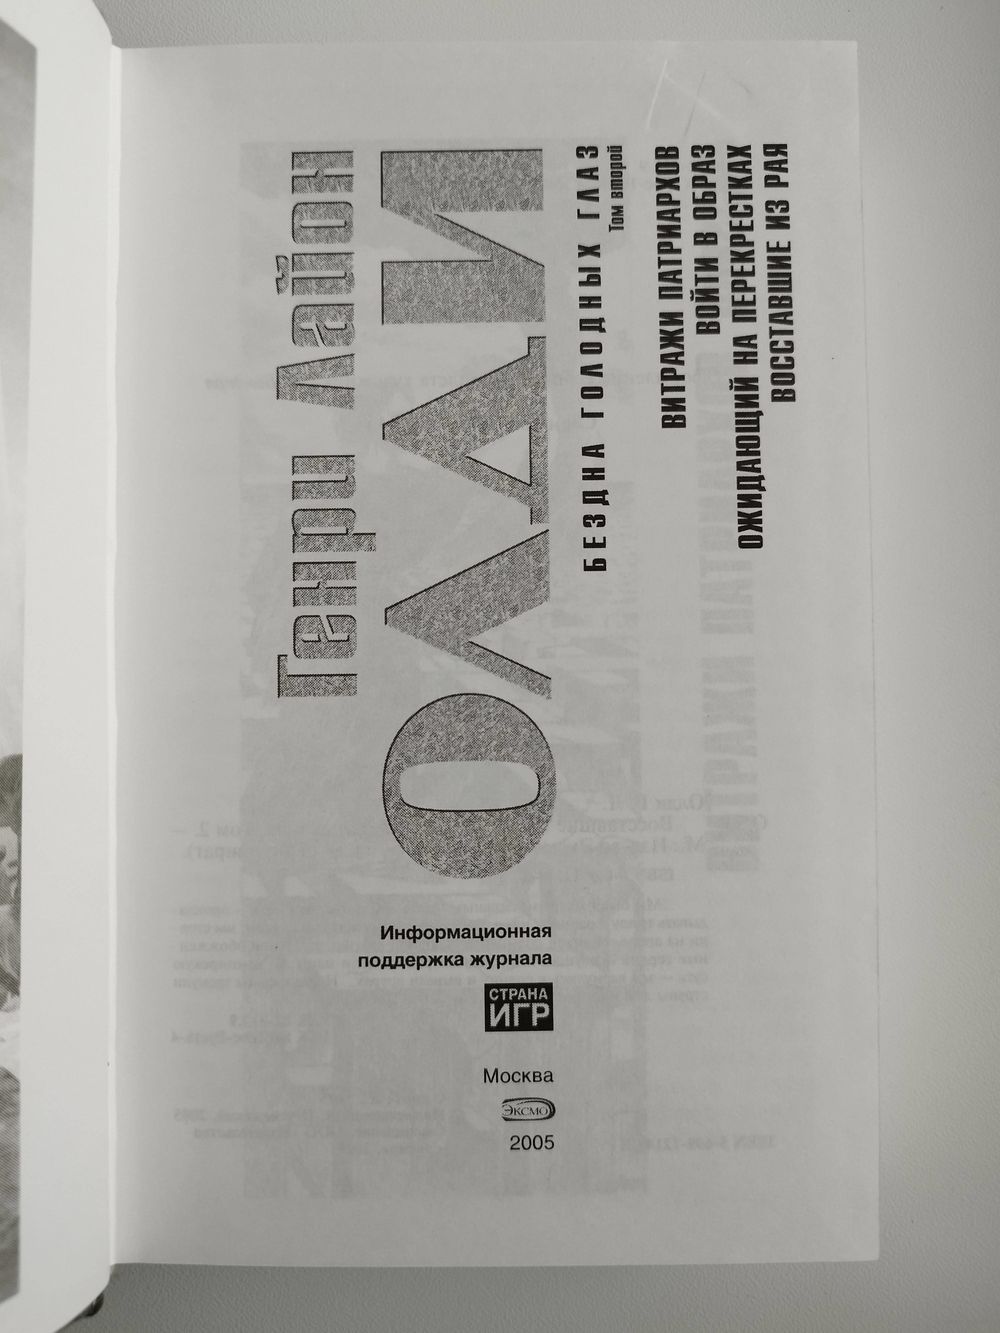 Генри Лайон
ОЛДИ
БЕЗДНА ГОЛОДНЫХ ГЛАЗ
Том второй
ВИТРАЖИ ПАТРИАРХОВ
ВОЙТИ В ОБРАЗ
ОЖИДАЮЩИЙ НА ПЕРЕКРЕСТКАХ
ВОССТАВШИЕ ИЗ РАЯ
Информационная
поддержка журнала
СТРАНА
ИГР
Москва
ЭКСМО
2005